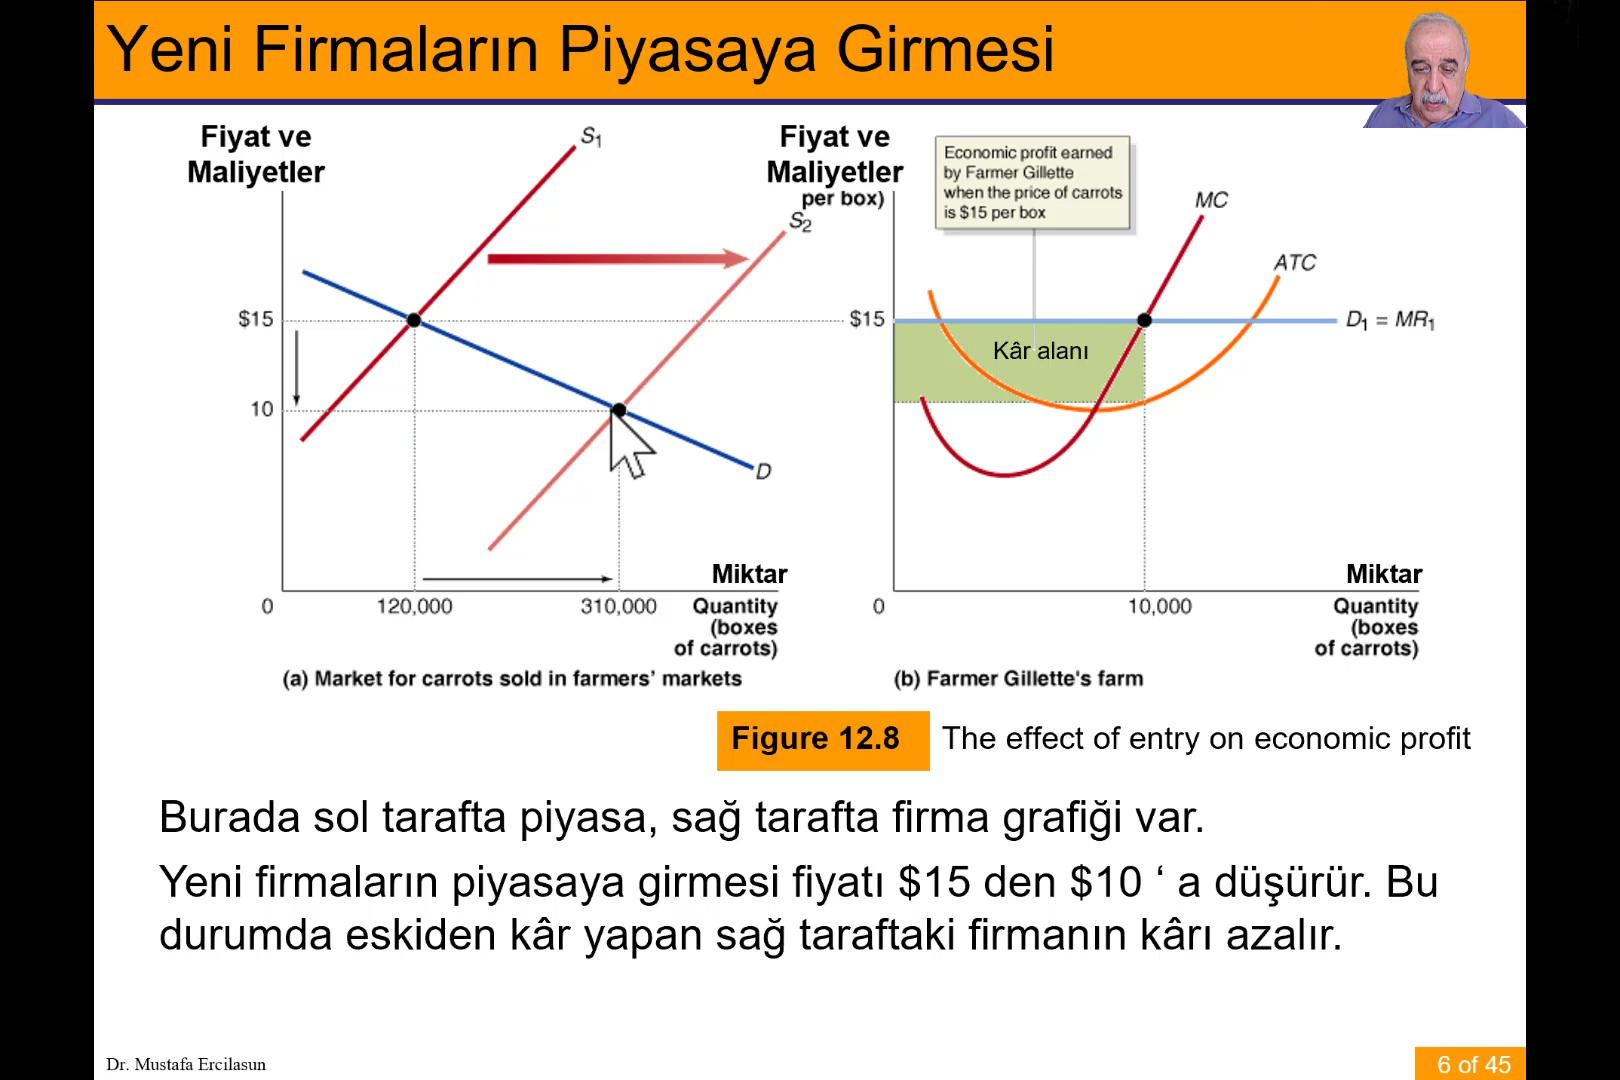 Yeni Firmaların Piyasaya Girmesi
Fiyat ve
Maliyetler
S1
S2
$15
10
D
Miktar
0
120,000
310,000
Quantity
(boxes
of carrots)
(a) Market for carrots sold in farmers’ markets
Fiyat ve
Maliyetler
per box)
Economic profit earned
by Farmer Gillette
when the price of carrots
is $15 per box
MC
ATC
$15
D1 = MR1
Kâr alanı
Miktar
0
10,000
Quantity
(boxes
of carrots)
(b) Farmer Gillette's farm
Figure 12.8 The effect of entry on economic profit
Burada sol tarafta piyasa, sağ tarafta firma grafiği var.
Yeni firmaların piyasaya girmesi fiyatı $15 den $10 ‘ a düşürür. Bu
durumda eskiden kâr yapan sağ taraftaki firmanın kârı azalır.
Dr. Mustafa Ercilasun
6 of 45